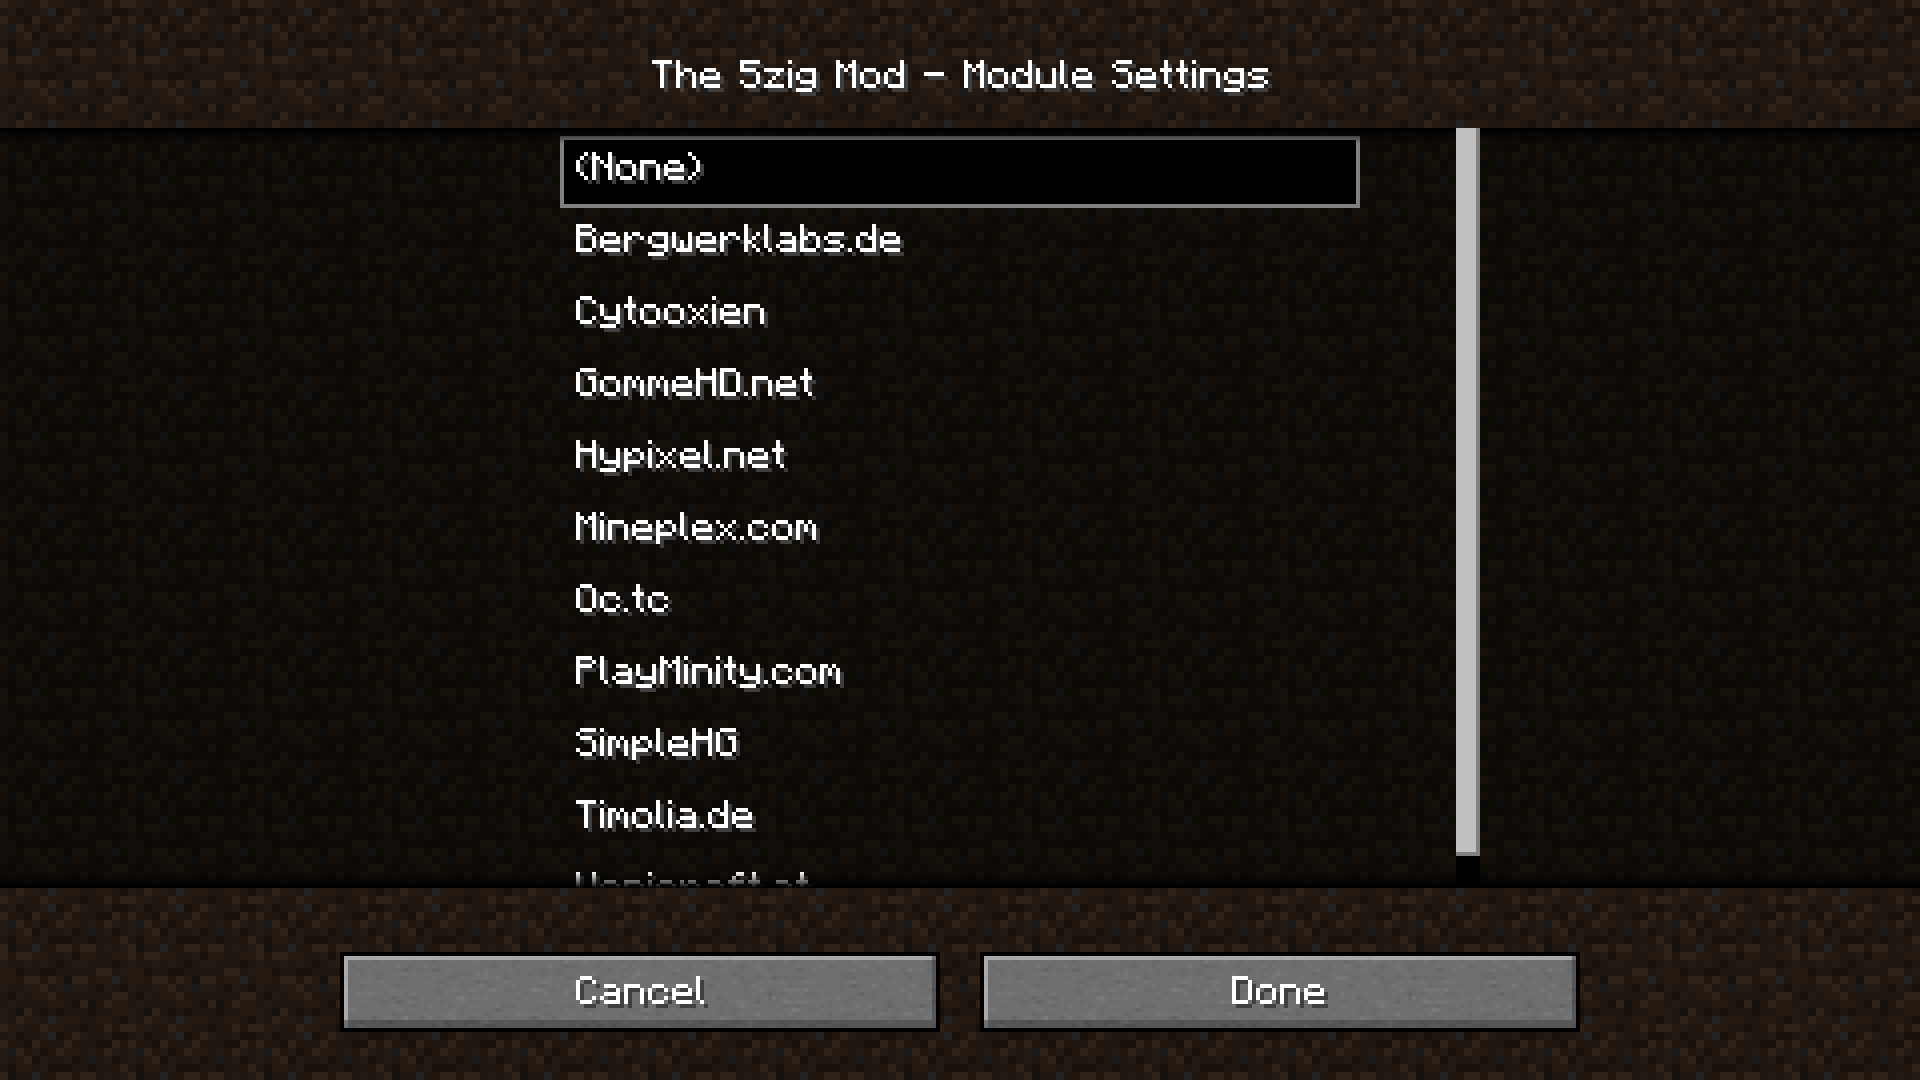 The 5zig Mod - Module Settings
(None)
Bergwerklabs.de
Cytooxien
GommeHD.net
Hypixel.net
Mineplex.com
Oc.tc
PlayMinity.com
SimpleHG
Timolia.de
Cancel
Done